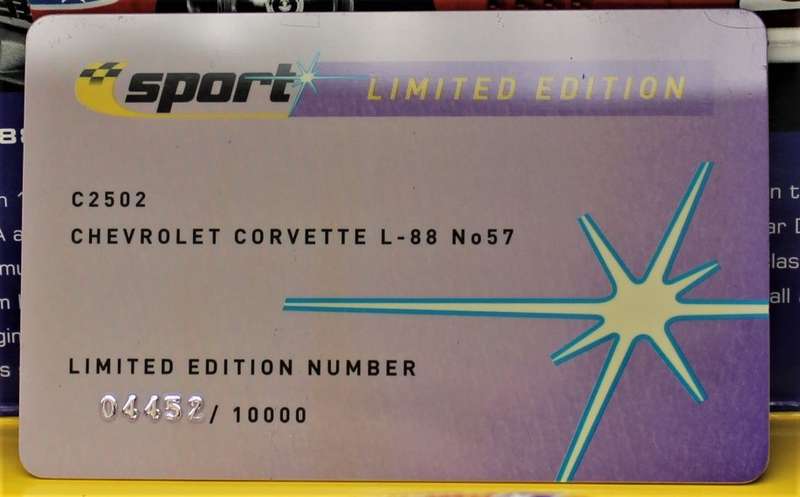 sport LIMITED EDITION
C2502
CHEVROLET CORVETTE L-88 No57
LIMITED EDITION NUMBER
04452 / 10000